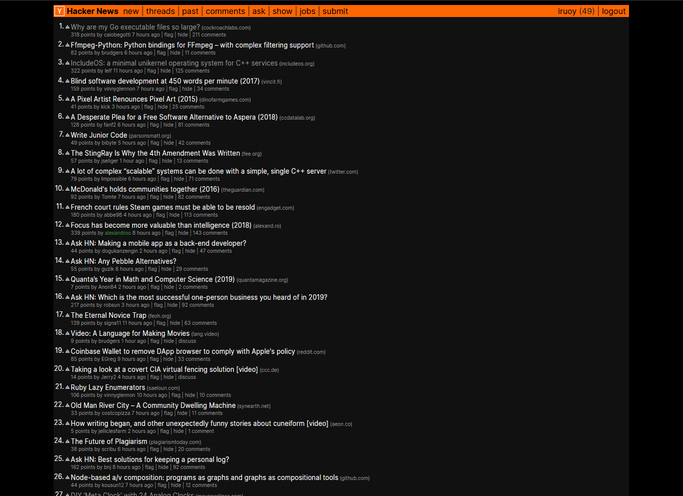 Y Hacker News new | threads | past | comments | ask | show | jobs | submit iruoy (49) | logout
1. Why are my Go executable files so large? (cockroachlabs.com)
318 points by caiobegotti 7 hours ago | flag | hide | 211 comments
2. Ffmpeg-Python: Python bindings for FFmpeg – with complex filtering support (github.com)
82 points by brudgers 6 hours ago | flag | hide | 11 comments
3. IncludeOS: a minimal unikernel operating system for C++ services (includeos.org)
322 points by lelf 11 hours ago | flag | hide | 125 comments
4. Blind software development at 450 words per minute (2017) (vincit.fi)
159 points by vinnyglennon 7 hours ago | flag | hide | 34 comments
5. A Pixel Artist Renounces Pixel Art (2015) (dinofarmgames.com)
41 points by kick 3 hours ago | flag | hide | 25 comments
6. A Desperate Plea for a Free Software Alternative to Aspera (2018) (ccdatalab.org)
128 points by fanf2 6 hours ago | flag | hide | 81 comments
7. Write Junior Code (parsonsmatt.org)
49 points by bibyte 5 hours ago | flag | hide | 42 comments
8. The StingRay Is Why the 4th Amendment Was Written (fee.org)
57 points by jseliger 1 hour ago | flag | hide | 13 comments
9. A lot of complex “scalable” systems can be done with a simple, single C++ server (twitter.com)
79 points by Impossible 6 hours ago | flag | hide | 71 comments
10. McDonald's holds communities together (2016) (theguardian.com)
92 points by Tomte 7 hours ago | flag | hide | 82 comments
11. French court rules Steam games must be able to be resold (engadget.com)
180 points by abbe98 4 hours ago | flag | hide | 113 comments
12. Focus has become more valuable than intelligence (2018) (alexand.ro)
339 points by alexandros 8 hours ago | flag | hide | 143 comments
13. Ask HN: Making a mobile app as a back-end developer?
44 points by dogukanzengin 2 hours ago | flag | hide | 47 comments
14. Ask HN: Any Pebble Alternatives?
55 points by guzik 6 hours ago | flag | hide | 29 comments
15. Quanta's Year in Math and Computer Science (2019) (quantamagazine.org)
7 points by Anon84 2 hours ago | flag | hide | 2 comments
16. Ask HN: Which is the most successful one-person business you heard of in 2019?
217 points by robsun 3 hours ago | flag | hide | 92 comments
17. The Eternal Novice Trap (feoh.org)
139 points by signa11 11 hours ago | flag | hide | 63 comments
18. Video: A Language for Making Movies (lang.video)
9 points by brudgers 1 hour ago | flag | hide | discuss
19. Coinbase Wallet to remove DApp browser to comply with Apple's policy (reddit.com)
85 points by EGreg 9 hours ago | flag | hide | 33 comments
20. Taking a look at a covert CIA virtual fencing solution [video] (ccc.de)
14 points by Jerry2 4 hours ago | flag | hide | discuss
21. Ruby Lazy Enumerators (saeloun.com)
106 points by vinnyglennon 10 hours ago | flag | hide | 10 comments
22. Old Man River City – A Community Dwelling Machine (synearth.net)
33 points by costcopizza 7 hours ago | flag | hide | 11 comments
23. How writing began, and other unexpectedly funny stories about cuneiform [video] (aeon.co)
5 points by jelliclesfarm 2 hours ago | flag | hide | 1 comment
24. The Future of Plagiarism (plagiarismtoday.com)
38 points by scribu 6 hours ago | flag | hide | 20 comments
25. Ask HN: Best solutions for keeping a personal log?
162 points by bnj 8 hours ago | flag | hide | 92 comments
26. Node-based a/v composition: programs as graphs and graphs as compositional tools (github.com)
44 points by kousun12 7 hours ago | flag | hide | 12 comments
27. DIY 'Meta Clock' with 24 Analog Clocks